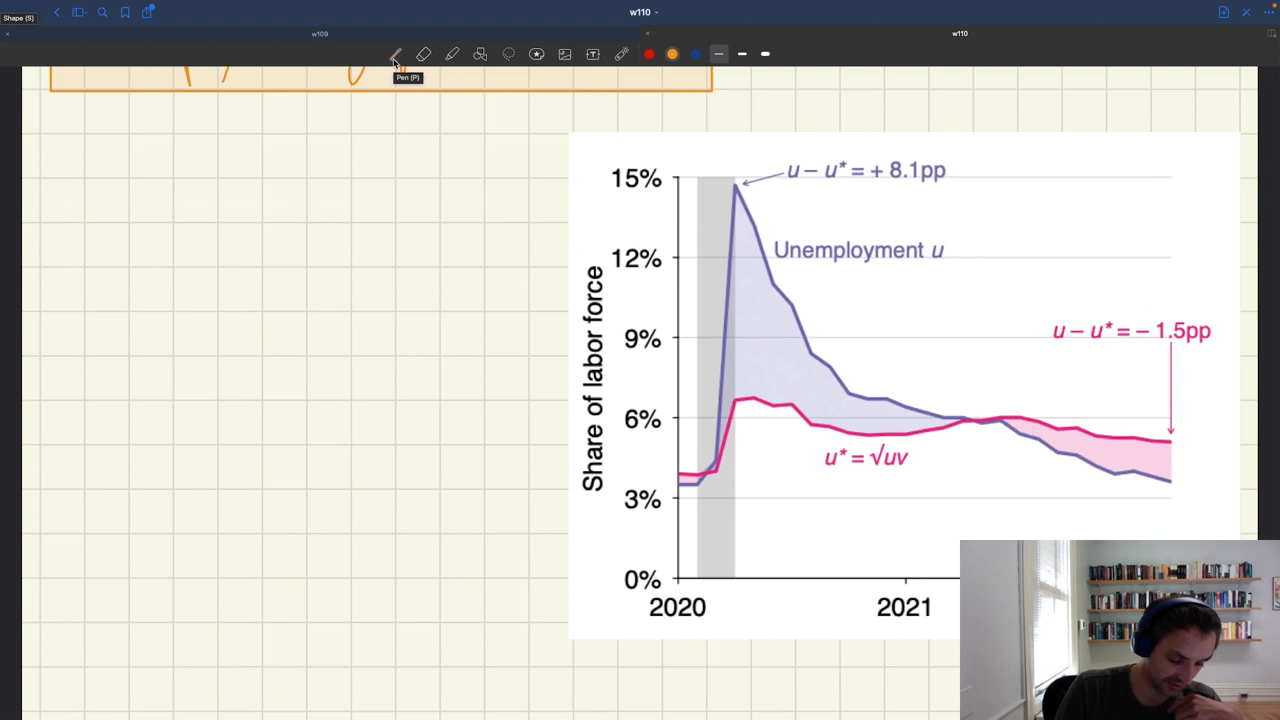 w110
Shape (S)
w109
w110
Pen (P)
u – u* = + 8.1pp
15%
Unemployment u
12%
u – u* = – 1.5pp
9%
Share of labor force
6%
u* = √uv
3%
0%
2020
2021